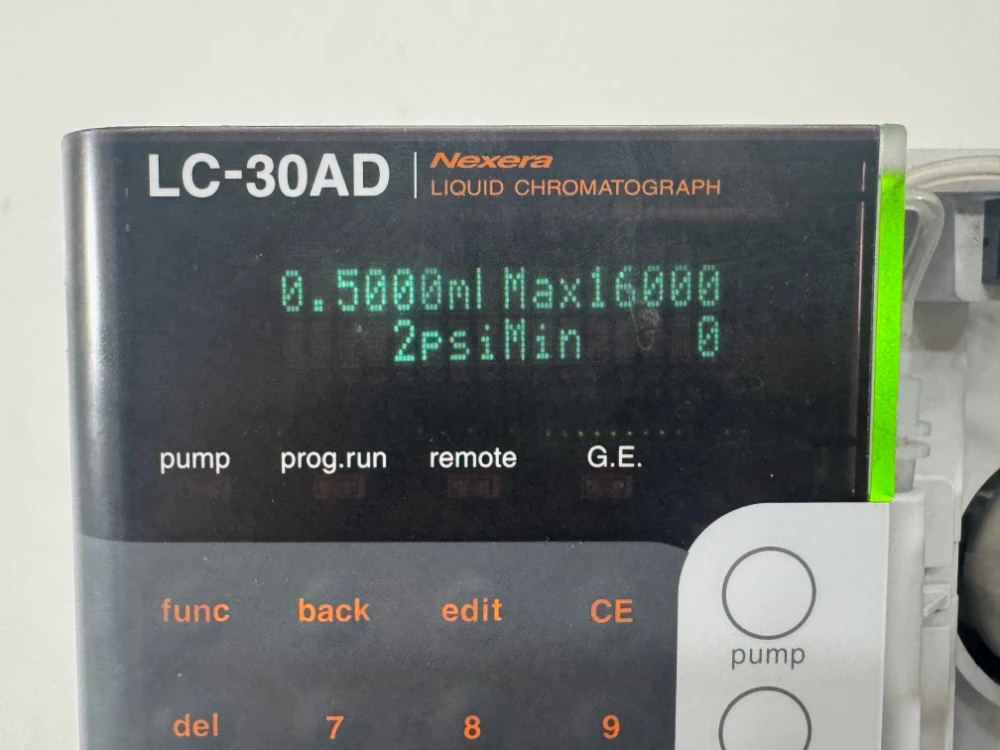 LC-30AD Nexera
LIQUID CHROMATOGRAPH
0.5000ml Max16000
2psiMin 0
pump prog.run remote G.E.
func back edit CE
pump
del 7 8 9